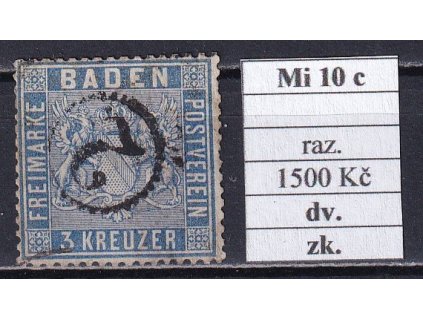 BADEN
FREIMARKE
POSTVEREIN
3 KREUZER
Mi 10 c
raz.
1500 Kč
dv.
zk.